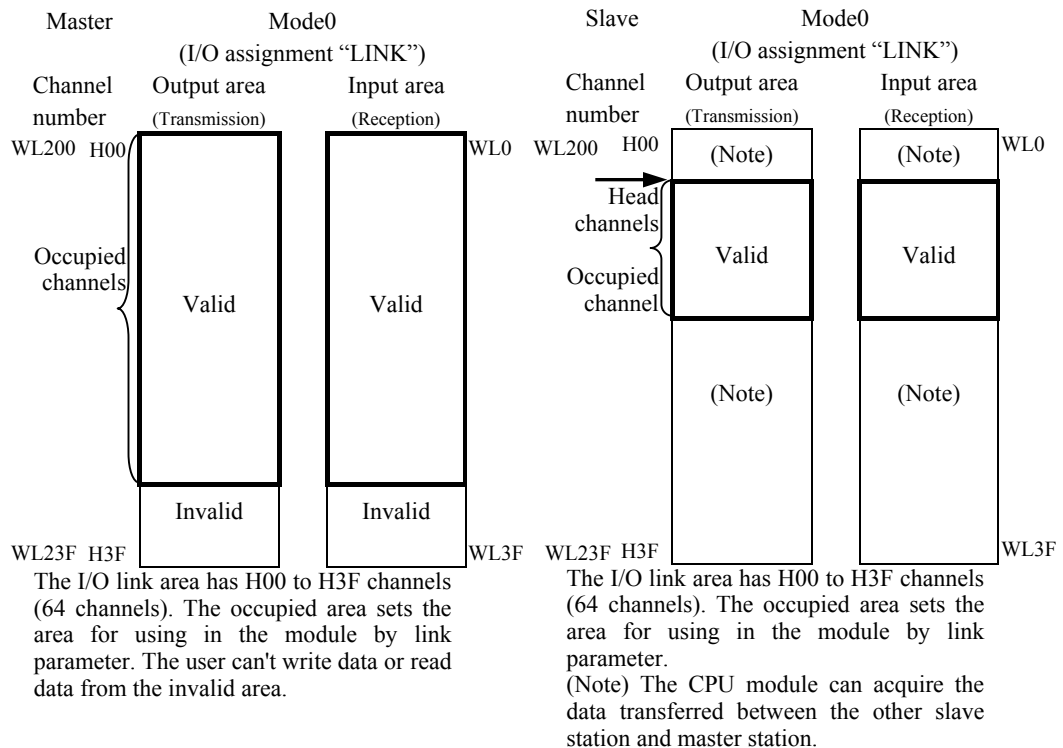 Master
Mode0
(I/O assignment “LINK”)
Channel
number
Output area
(Transmission)
Input area
(Reception)
WL200 H00
WL0
Occupied
channels
Valid
Valid
Invalid
Invalid
WL23F H3F
WL3F
The I/O link area has H00 to H3F channels
(64 channels). The occupied area sets the
area for using in the module by link
parameter. The user can't write data or read
data from the invalid area.
Slave
Mode0
(I/O assignment “LINK”)
Channel
number
Output area
(Transmission)
Input area
(Reception)
WL200 H00
(Note)
(Note)
WL0
Head
channels
Occupied
channel
Valid
Valid
(Note)
(Note)
WL23F H3F
WL3F
The I/O link area has H00 to H3F channels
(64 channels). The occupied area sets the
area for using in the module by link
parameter.
(Note) The CPU module can acquire the
data transferred between the other slave
station and master station.